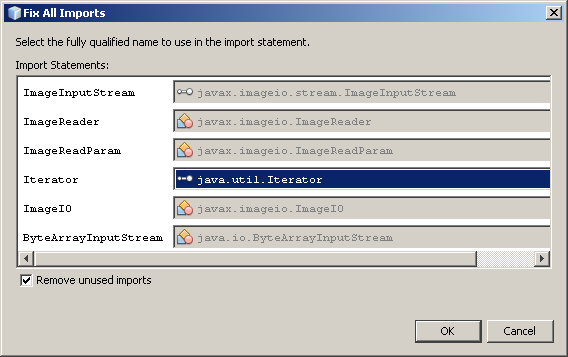 Fix All Imports
Select the fully qualified name to use in the import statement.
Import Statements:
ImageInputStream javax.imageio.stream.ImageInputStream
ImageReader javax.imageio.ImageReader
ImageReadParam javax.imageio.ImageReadParam
Iterator java.util.Iterator
ImageIO javax.imageio.ImageIO
ByteArrayInputStream java.io.ByteArrayInputStream
Remove unused imports
OK Cancel